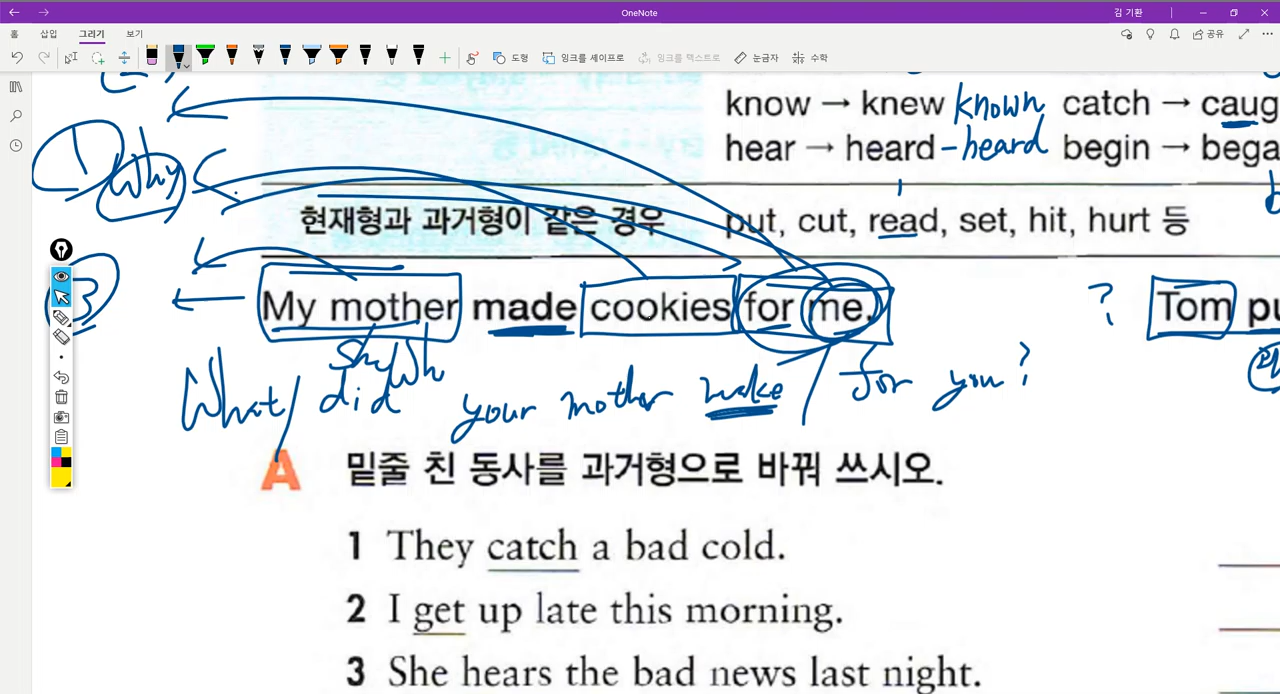 OneNote
김 기환
홈 삽입 그리기 보기
공유
도형 잉크를 셰이프로 잉크를 텍스트로 눈금자 수학
know → knew known catch → caug
hear → heard - heard begin → bega
현재형과 과거형이 같은 경우 put, cut, read, set, hit, hurt 등
1 Why
3 My mother made cookies for me. ? Tom pu
she Wh
What / did your mother make / for you?
A 밑줄 친 동사를 과거형으로 바꿔 쓰시오.
1 They catch a bad cold.
2 I get up late this morning.
3 She hears the bad news last night.